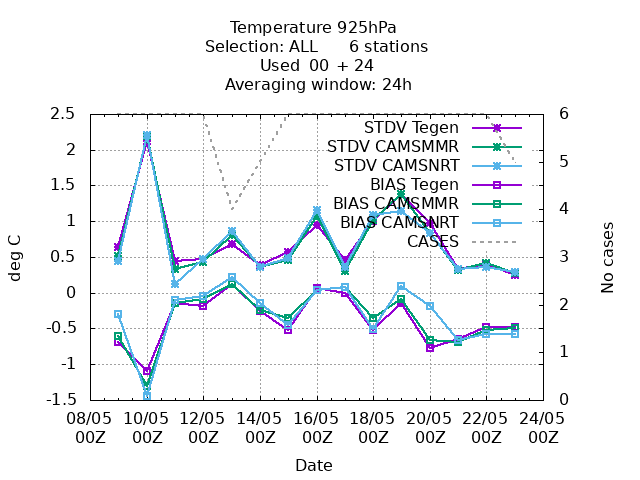 Temperature 925hPa
Selection: ALL 6 stations
Used 00 + 24
Averaging window: 24h
2.5
2
1.5
1
0.5
0
-0.5
-1
-1.5
deg C
6
5
4
3
2
1
0
No cases
STDV Tegen
STDV CAMSMMR
STDV CAMSNRT
BIAS Tegen
BIAS CAMSMMR
BIAS CAMSNRT
CASES
08/05 10/05 12/05 14/05 16/05 18/05 20/05 22/05 24/05
00Z 00Z 00Z 00Z 00Z 00Z 00Z 00Z 00Z
Date